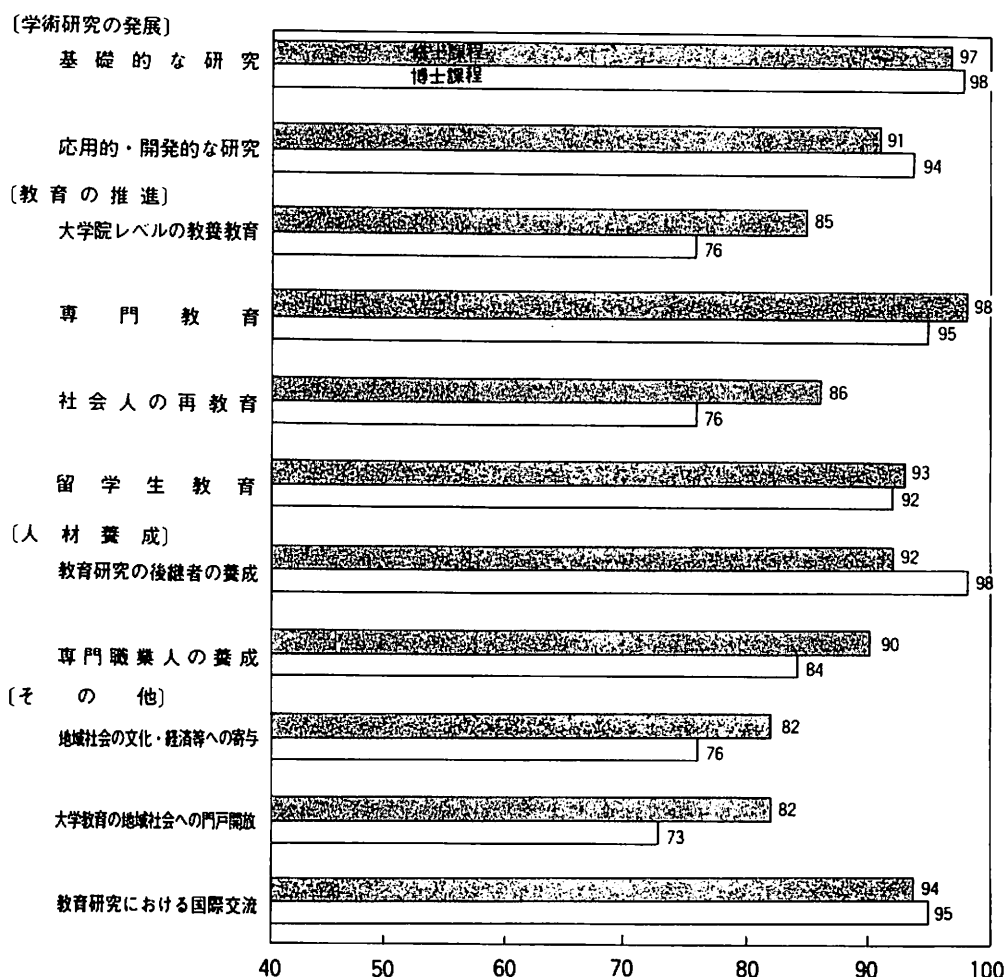 〔学術研究の発展〕
基礎的な研究
課程
博士課程
97
98
応用的・開発的な研究
91
94
〔教育の推進〕
大学院レベルの教養教育
85
76
専門教育
98
95
社会人の再教育
86
76
留学生教育
93
92
〔人材養成〕
教育研究の後継者の養成
92
98
専門職業人の養成
90
84
〔その他〕
地域社会の文化・経済等への寄与
82
76
大学教育の地域社会への門戸開放
82
73
教育研究における国際交流
94
95
40 50 60 70 80 90 100